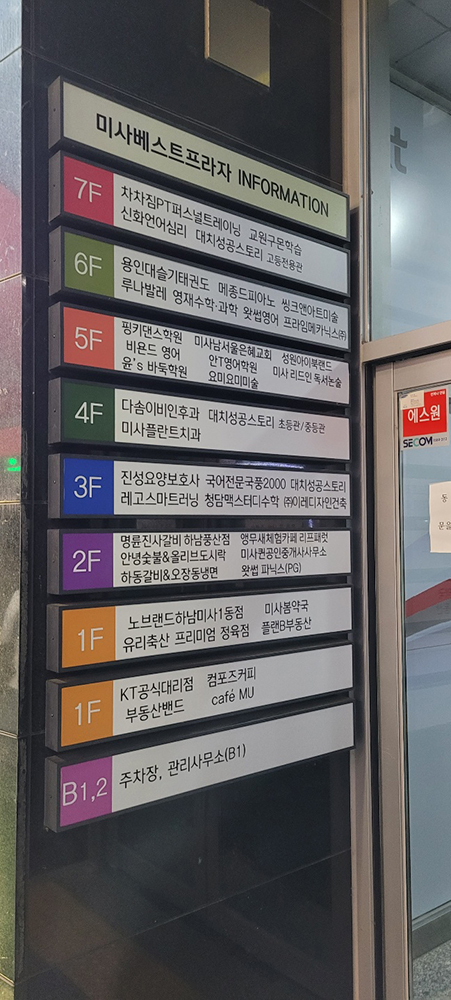 미사베스트프라자 INFORMATION
7F
차차짐PT퍼스널트레이닝 교원구몬학습
신화언어심리 대치성공스토리 고등전용관
6F
용인대슬기태권도 메종드피아노 씽크앤아트미술
루나발레 영재수학·과학 왓썹영어 프라임메카닉스㈜
5F
핑키댄스학원 미사남서울은혜교회 성원아이북랜드
비욘드 영어 안T영어학원 미사 리드인 독서논술
윤's 바둑학원 요미요미미술
4F
다솜이비인후과 대치성공스토리 초등관/중등관
미사플란트치과
3F
진성요양보호사 국어전문국풍2000 대치성공스토리
레고스마트러닝 청담맥스터디수학 ㈜이레디자인건축
2F
명륜진사갈비 하남풍산점 앵무새체험카페 리프패럿
안녕숯불&올리브도시락 미사퀸공인중개사사무소
하동갈비&오장동냉면 왓썹 파닉스(PG)
1F
노브랜드하남미사1동점 미사봄약국
유리축산 프리미엄 정육점 플랜B부동산
1F
KT공식대리점 컴포즈커피
부동산밴드 café MU
B1,2
주차장, 관리사무소(B1)
에스원
SECOM
동
문을